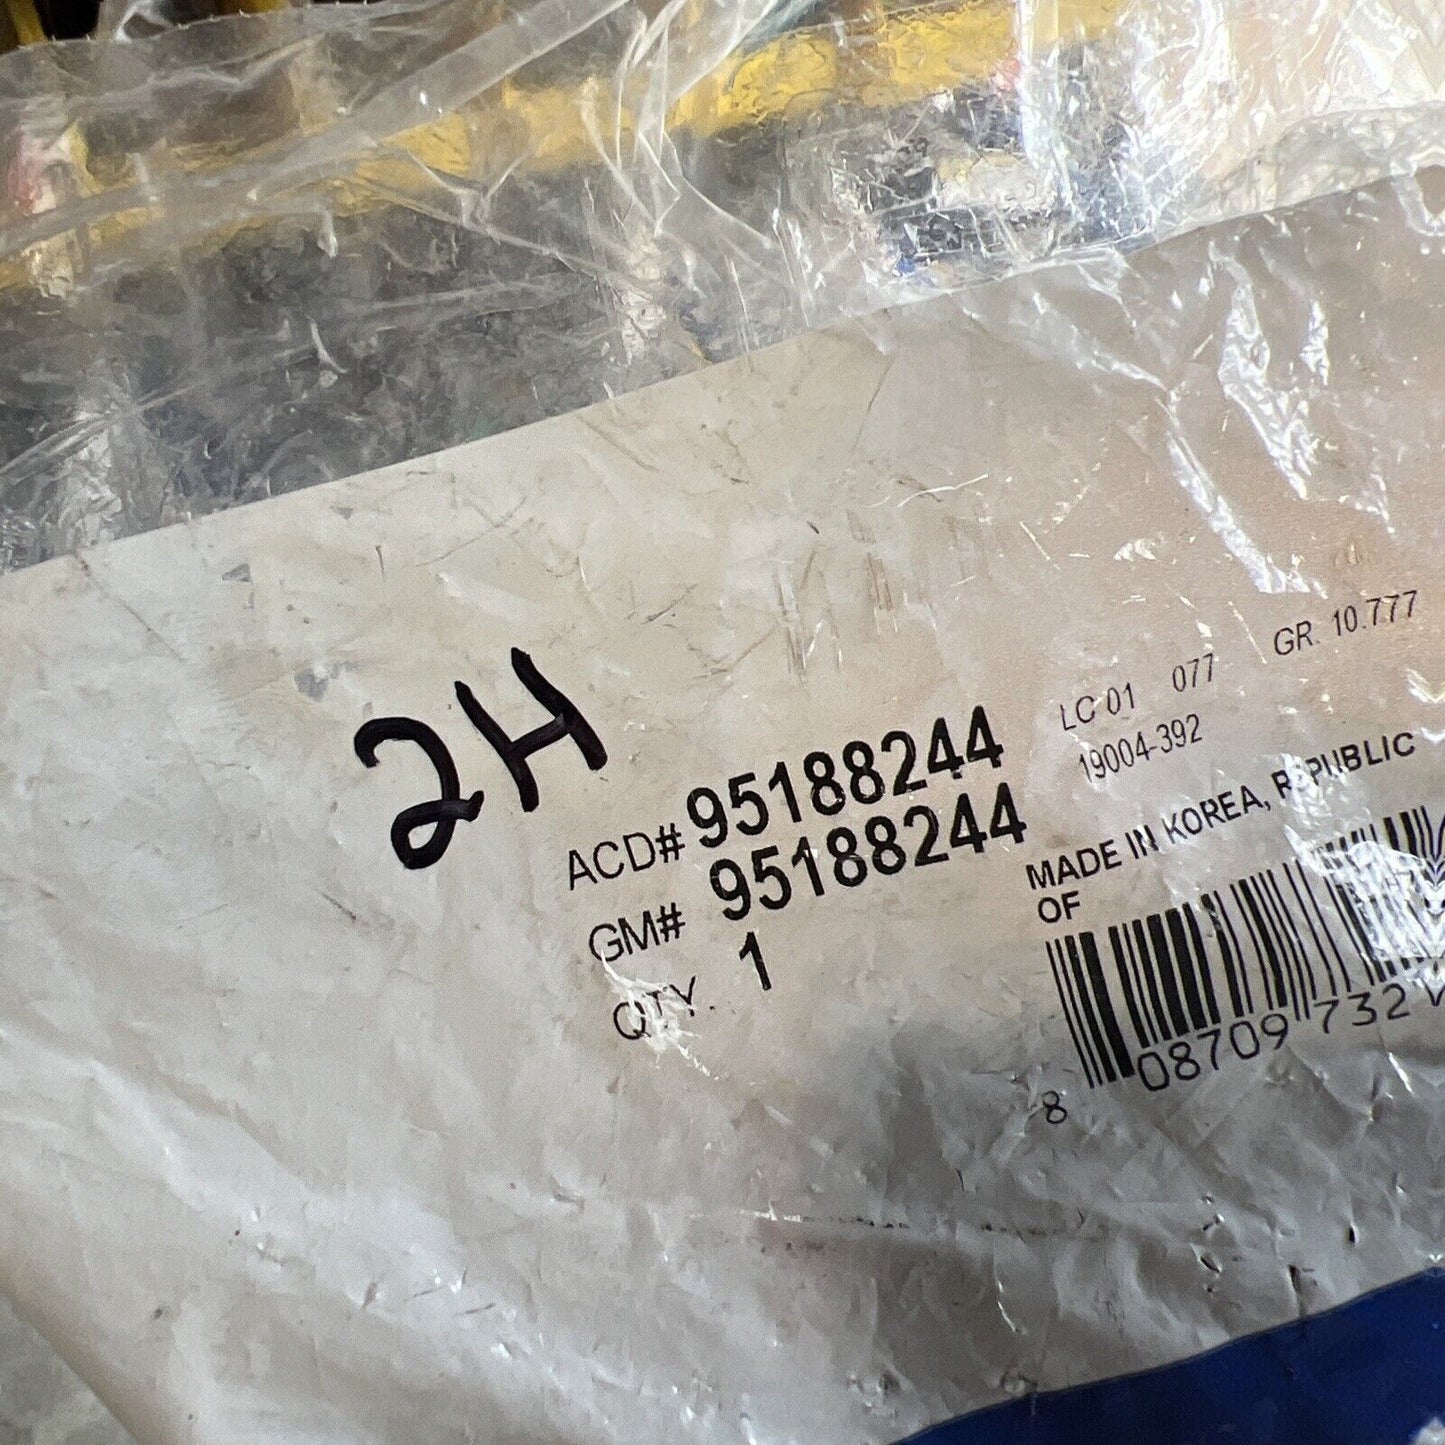 2H
ACD# 95188244
GM# 95188244
QTY. 1
LC 01 077 GR. 10.777
19004-392
MADE IN KOREA, REPUBLIC
OF
8 08709 732